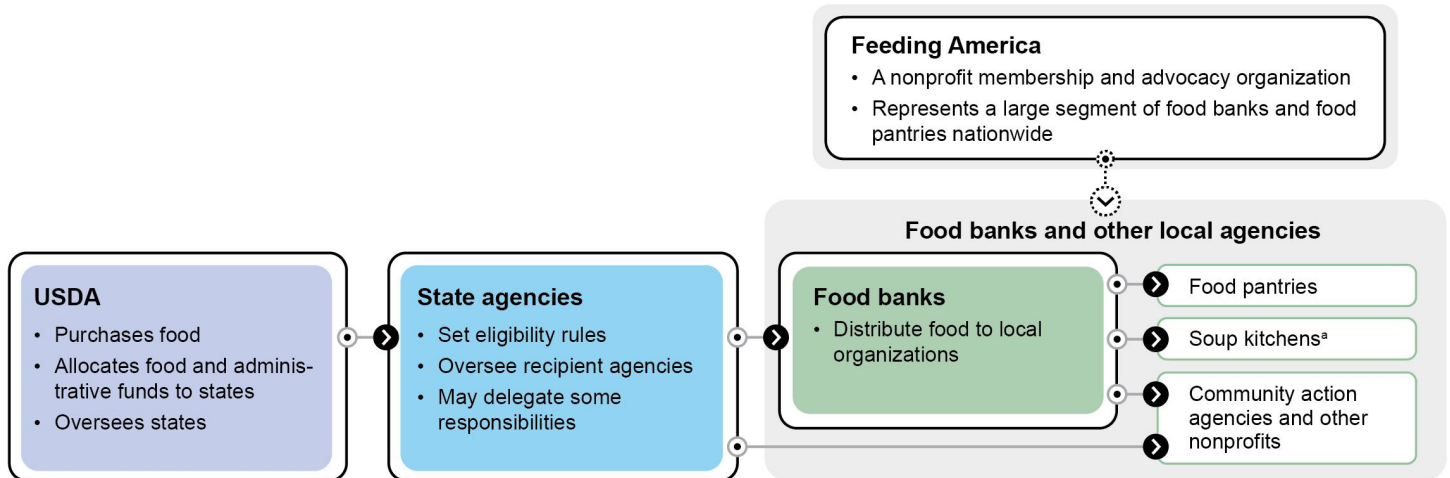 Feeding America
• A nonprofit membership and advocacy organization
• Represents a large segment of food banks and food
pantries nationwide
Food banks and other local agencies
USDA
• Purchases food
• Allocates food and adminis-
trative funds to states
• Oversees states
State agencies
• Set eligibility rules
• Oversee recipient agencies
• May delegate some
responsibilities
Food banks
• Distribute food to local
organizations
Food pantries
Soup kitchensᵃ
Community action
agencies and other
nonprofits